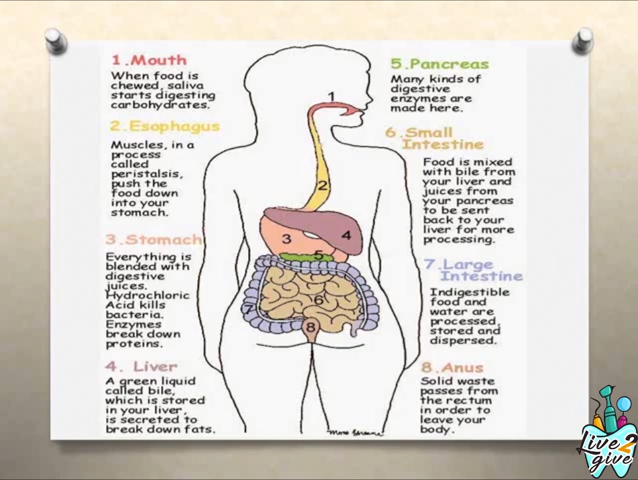 1.Mouth
When food is
chewed, saliva
starts digesting
carbohydrates.
2.Esophagus
Muscles, in a
process
called
peristalsis,
push the
food down
into your
stomach.
3.Stomach
Everything is
blended with
digestive
juices.
Hydrochloric
Acid kills
bacteria.
Enzymes
break down
proteins.
4. Liver
A green liquid
called bile,
which is stored
in your liver,
is secreted to
break down fats.
1
2
3
4
5
6
7
8
5.Pancreas
Many kinds of
digestive
enzymes are
made here.
6.Small
Intestine
Food is mixed
with bile from
your liver and
juices from
your pancreas
to be sent
back to your
liver for more
processing.
7.Large
Intestine
Indigestible
food and
water are
processed,
stored and
dispersed.
8.Anus
Solid waste
passes from
the rectum
in order to
leave your
body.
Live 2
give